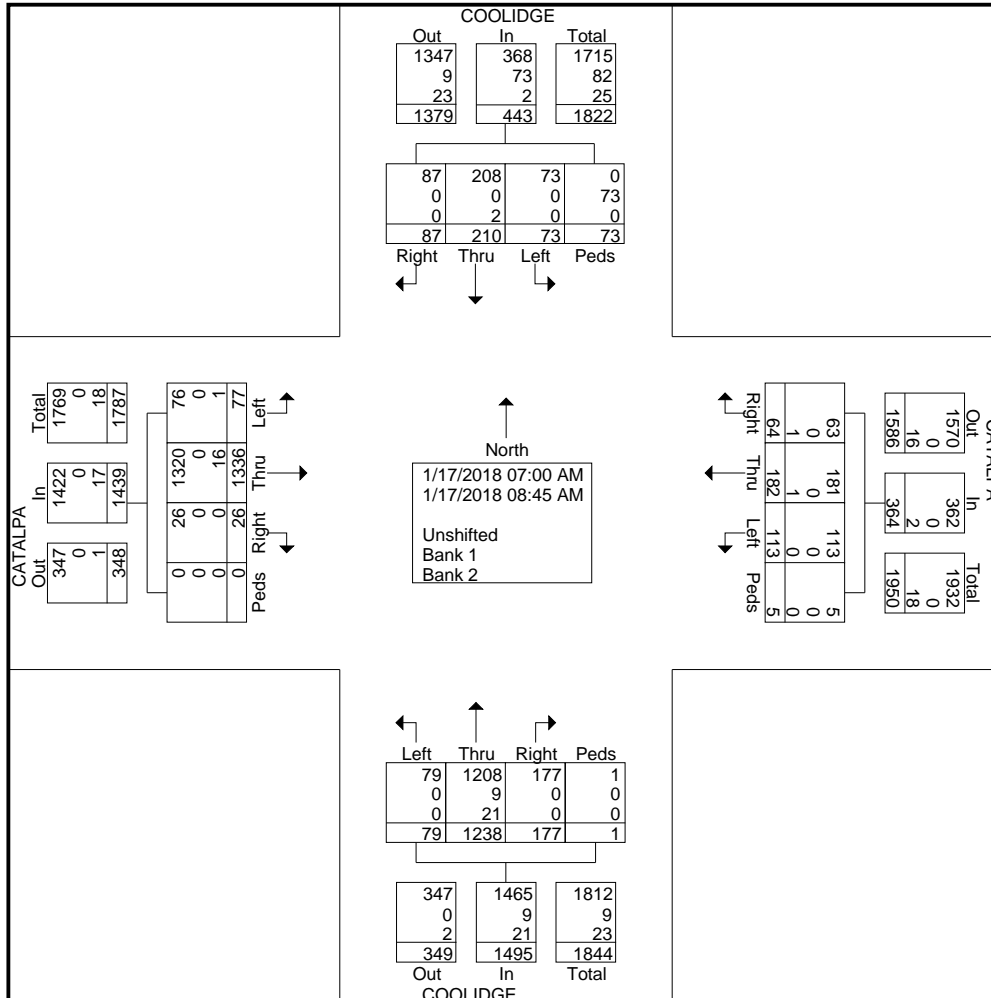 COOLIDGE
Out In Total
1347 368 1715
9 73 82
23 2 25
1379 443 1822
87 208 73 0
0 0 0 73
0 2 0 0
87 210 73 73
Right Thru Left Peds
CATALPA
Total In Out
1769 1422 347
0 0 0
18 17 1
1787 1439 348
76 1320 26 0
0 0 0 0
1 16 0 0
77 1336 26 0
Left Thru Right Peds
North
1/17/2018 07:00 AM
1/17/2018 08:45 AM
Unshifted
Bank 1
Bank 2
Right Thru Left Peds
63 181 113 5
0 0 0 0
1 1 0 0
64 182 113 5
CATALPA
Out In Total
1570 362 1932
0 0 0
16 2 18
1586 364 1950
Left Thru Right Peds
79 1208 177 1
0 9 0 0
0 21 0 0
79 1238 177 1
347 1465 1812
0 9 9
2 21 23
349 1495 1844
Out In Total
COOLIDGE